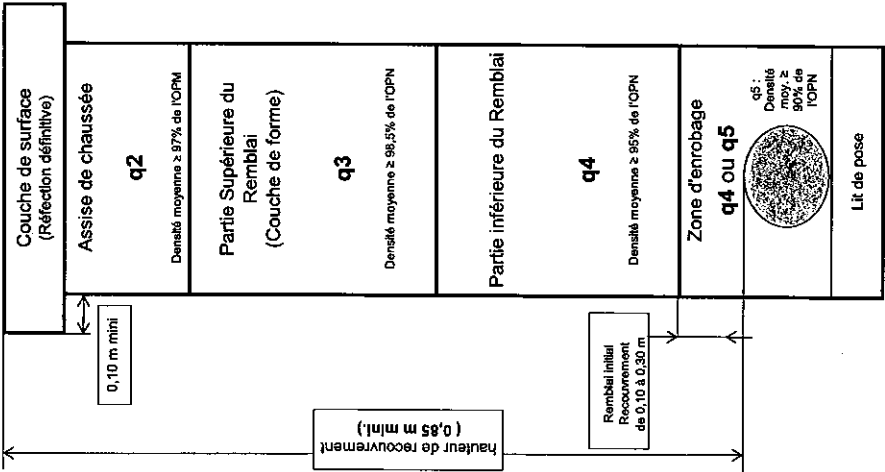 Couche de surface
(Réfection définitive)
Assise de chaussée
q2
Densité moyenne ≥ 97% de l'OPM
Partie Supérieure du
Remblai
(Couche de forme)
q3
Densité moyenne ≥ 98,5% de l'OPN
Partie inférieure du Remblai
q4
Densité moyenne ≥ 95% de l'OPN
Zone d'enrobage
q4 ou q5
q5 :
Densité
moy. ≥
90% de
l'OPN
Lit de pose
0,10 m mini
Remblai initial
Recouvrement
de 0,10 à 0,30 m
hauteur de recouvrement
( 0,85 m mini.)